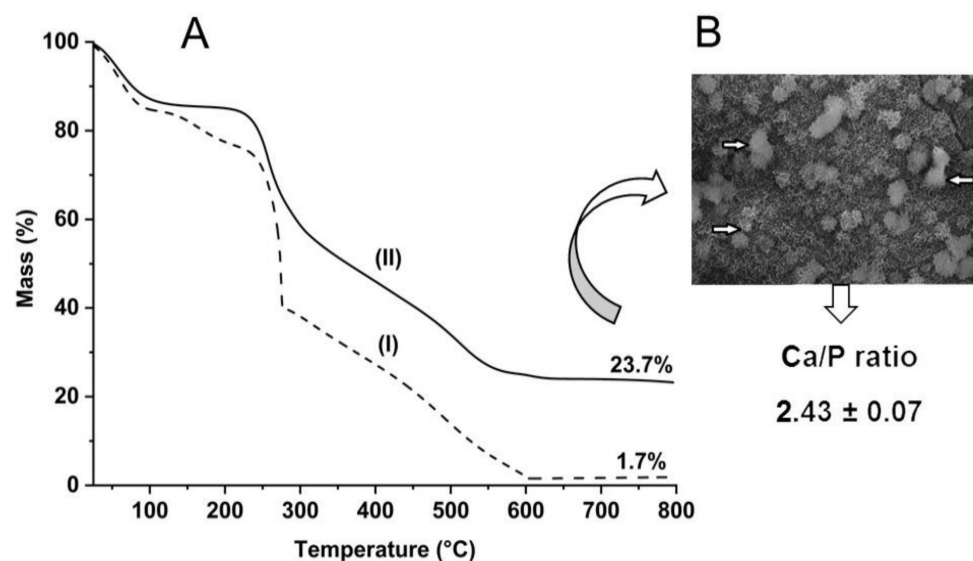 A
B
100
80
60
40
20
0
Mass (%)
(II)
(I)
23.7%
1.7%
100 200 300 400 500 600 700 800
Temperature (°C)
Ca/P ratio
2.43 ± 0.07